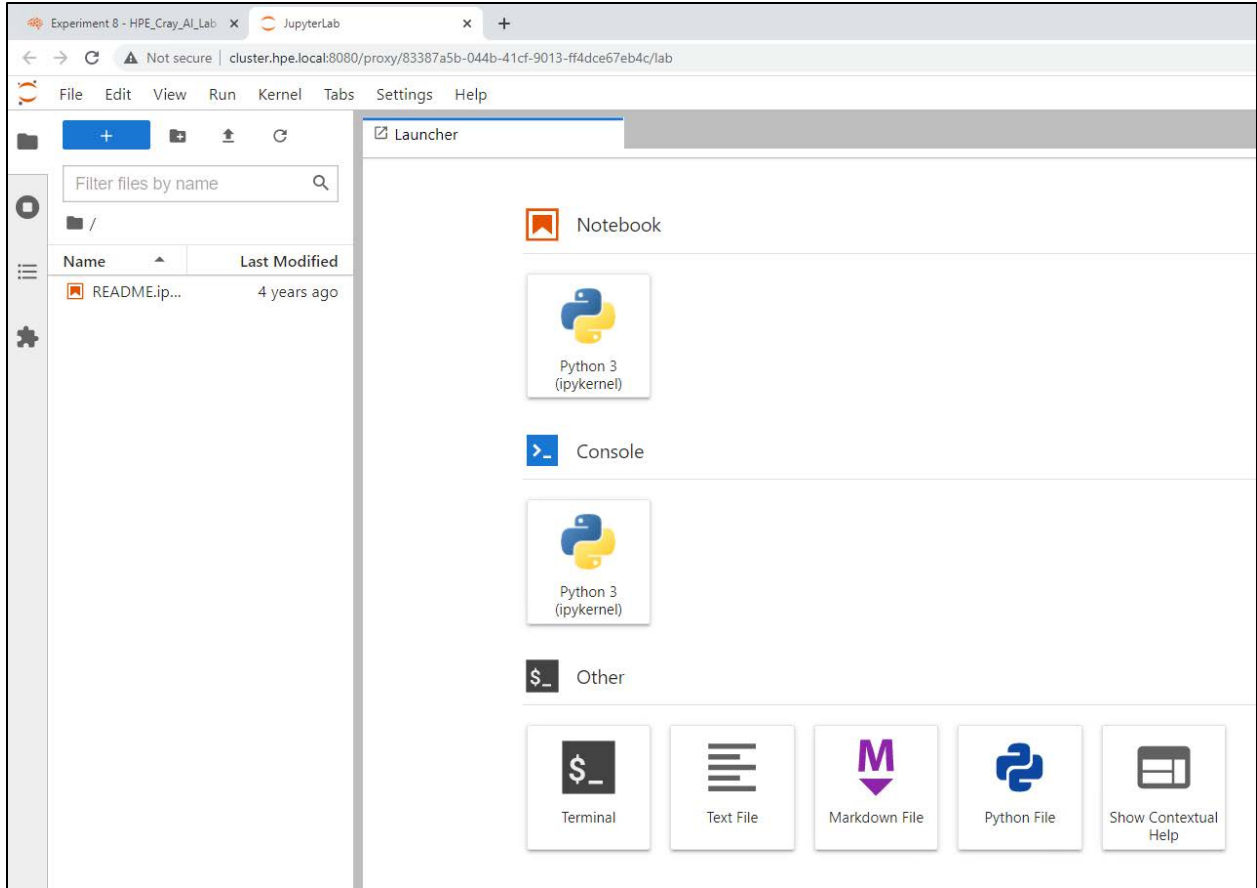 Experiment 8 - HPE_Cray_AI_Lab
JupyterLab
Not secure | cluster.hpe.local:8080/proxy/83387a5b-044b-41cf-9013-ff4dce67eb4c/lab
File Edit View Run Kernel Tabs Settings Help
Launcher
Filter files by name
/
Name Last Modified
README.ip... 4 years ago
Notebook
Python 3
(ipykernel)
Console
Python 3
(ipykernel)
$_ Other
$_
M
Terminal Text File Markdown File Python File Show Contextual
Help